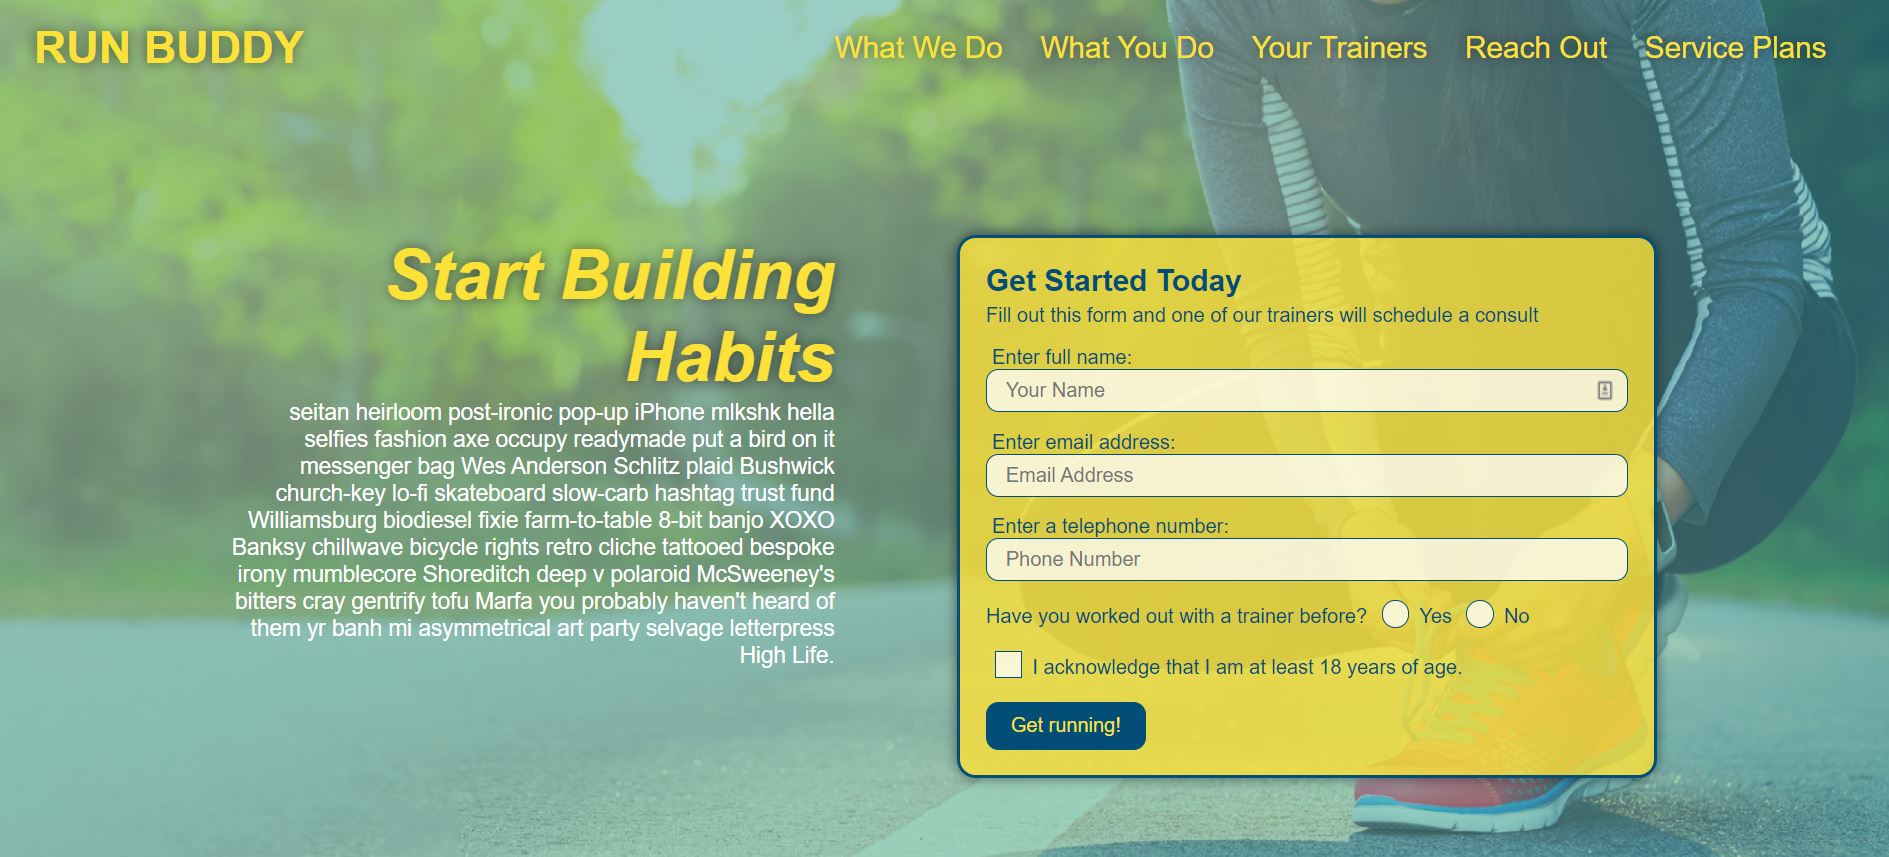 RUN BUDDY
What We Do What You Do Your Trainers Reach Out Service Plans
Start Building
Habits
seitan heirloom post-ironic pop-up iPhone mlkshk hella
selfies fashion axe occupy readymade put a bird on it
messenger bag Wes Anderson Schlitz plaid Bushwick
church-key lo-fi skateboard slow-carb hashtag trust fund
Williamsburg biodiesel fixie farm-to-table 8-bit banjo XOXO
Banksy chillwave bicycle rights retro cliche tattooed bespoke
irony mumblecore Shoreditch deep v polaroid McSweeney's
bitters cray gentrify tofu Marfa you probably haven't heard of
them yr banh mi asymmetrical art party selvage letterpress
High Life.
Get Started Today
Fill out this form and one of our trainers will schedule a consult
Enter full name:
Your Name
Enter email address:
Email Address
Enter a telephone number:
Phone Number
Have you worked out with a trainer before? Yes No
I acknowledge that I am at least 18 years of age.
Get running!